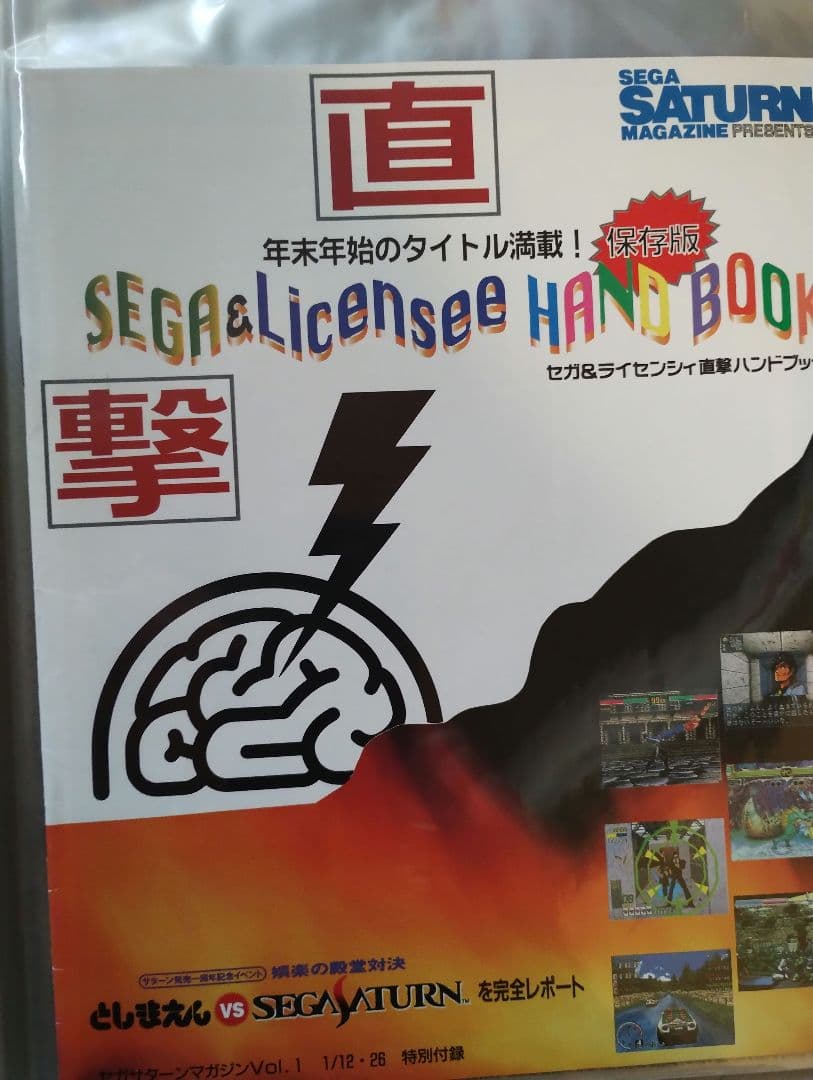 直
撃
SEGA
SATURN
MAGAZINE PRESENTS
年末年始のタイトル満載!
保存版
SEGA&Licensee HAND BOOK
セガ&ライセンシィ直撃ハンドブッ
サターン発売一周年記念イベント 娯楽の殿堂対決
としまえん VS SEGASATURN™ を完全レポート
セガサターンマガジンVol.1 1/12・26 特別付録